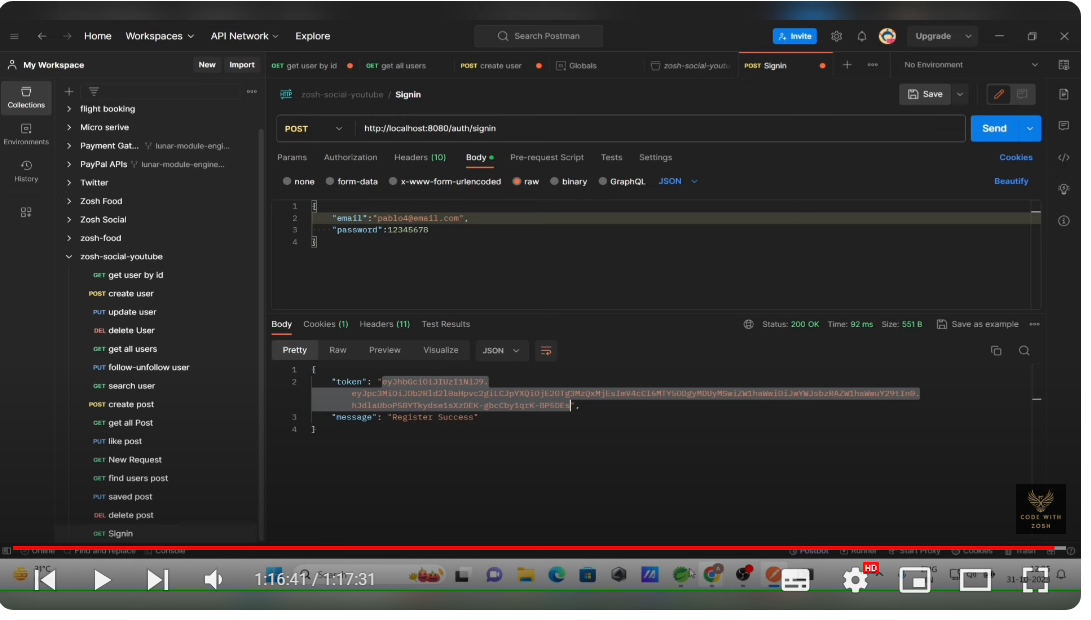 Home Workspaces API Network Explore Search Postman Invite Upgrade
My Workspace New Import GET get user by id GET get all users POST create user Globals zosh-social-youtu POST Signin No Environment
Collections
Environments
History
flight booking
Micro serive
Payment Gat... lunar-module-engi...
PayPal APIs lunar-module-engine...
Twitter
Zosh Food
Zosh Social
zosh-food
zosh-social-youtube
GET get user by id
POST create user
PUT update user
DEL delete User
GET get all users
PUT follow-unfollow user
GET search user
POST create post
GET get all Post
PUT like post
GET New Request
GET find users post
PUT saved post
DEL delete post
GET Signin
HTTP zosh-social-youtube / Signin Save
POST http://localhost:8080/auth/signin Send
Params Authorization Headers (10) Body Pre-request Script Tests Settings Cookies
none form-data x-www-form-urlencoded raw binary GraphQL JSON Beautify
1 {
2 "email":"pablo4@email.com",
3 "password":12345678
4 }
Body Cookies (1) Headers (11) Test Results Status: 200 OK Time: 92 ms Size: 551 B Save as example
Pretty Raw Preview Visualize JSON
1 {
2 "token": "eyJhbGciOiJIUzI1NiJ9.
3 "message": "Register Success"
4 }
CODE WITH
ZOSH
Online Find and replace Console Postbot Runner Start Proxy Cookies Trash
31°C
1:16:41 / 1:17:31 HD